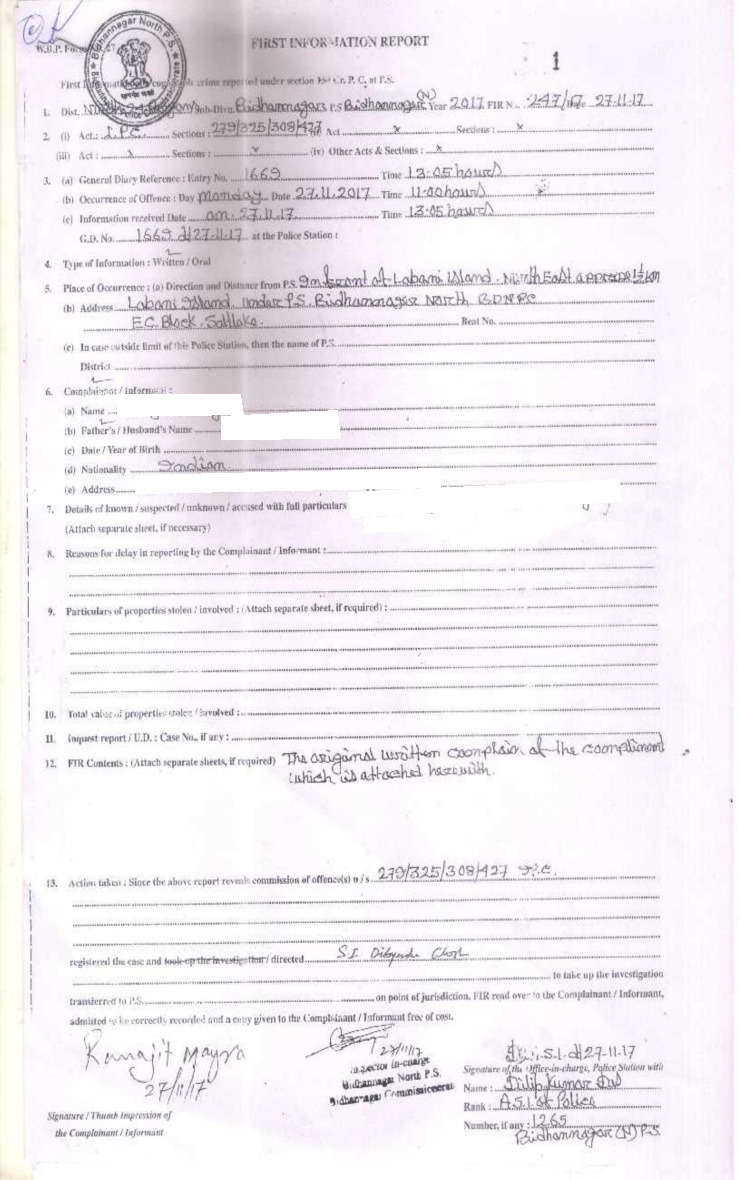 W.B.P. Form
Bidhannagar North P.S.
FIRST INFORMATION REPORT
1
First Information of cognizable crime reported under section 154 Cr. P. C. at P.S.
1. Dist. Sub-Divn. Bidhannagar P.S Bidhannagar (N) Year 2017 FIR No. 247/17 Date 27.11.17
2. (i) Act.: I.P.C. Sections : 279/325/308/427 Act x Sections : x
(iii) Act : x Sections : x (iv) Other Acts & Sections : x
3. (a) General Diary Reference : Entry No. 1669 Time 13:05 hours
(b) Occurrence of Offence : Day Monday Date 27.11.2017 Time 11:00 hours
(c) Information received Date on 27.11.17 Time 13:05 hours
G.D. No. 1669 dt 27.11.17 at the Police Station :
4. Type of Information : Written / Oral
5. Place of Occurrence : (a) Direction and Distance from P.S. In front of Labani Island. North East approx 1½ km
(b) Address Labani Island. Under P.S. Bidhannagar North
E.C. Block. Saltlake. Beat No.
(c) In case outside limit of this Police Station, then the name of P.S.
District
6. Complainant / informant :
(a) Name
(b) Father's / Husband's Name
(c) Date / Year of Birth
(d) Nationality Indian
(e) Address
7. Details of known / suspected / unknown / accused with full particulars
(Attach separate sheet, if necessary)
8. Reasons for delay in reporting by the Complainant / Informant :
9. Particulars of properties stolen / involved : (Attach separate sheet, if required) :
10. Total value of properties stolen / involved :
11. Inquest report / U.D. : Case No., if any :
12. FIR Contents : (Attach separate sheets, if required) The original written complain of the compliment
which is attached herewith.
13. Action taken : Since the above report reveals commission of offence(s) u / s 279/325/308/427 I.P.C.
registered the case and took up the investigation / directed S.I Dibyendu Ghosh
to take up the investigation
transferred to P.S. on point of jurisdiction. FIR read over to the Complainant / Informant,
admitted to be correctly recorded and a copy given to the Complainant / Informant free of cost.
Ranajit Mayra
27/11/17
27/11/17
Inspector in-charge
Bidhannagar North P.S.
Bidhannagar Commissionerate
A.S.I. dt 27-11-17
Signature of the Office-in-charge, Police Station with
Name : Dilip Kumar Das
Rank : A.S.I. of Police
Number, if any : 1265
Bidhannagar (N) P.S.
Signature / Thumb Impression of
the Complainant / Informant